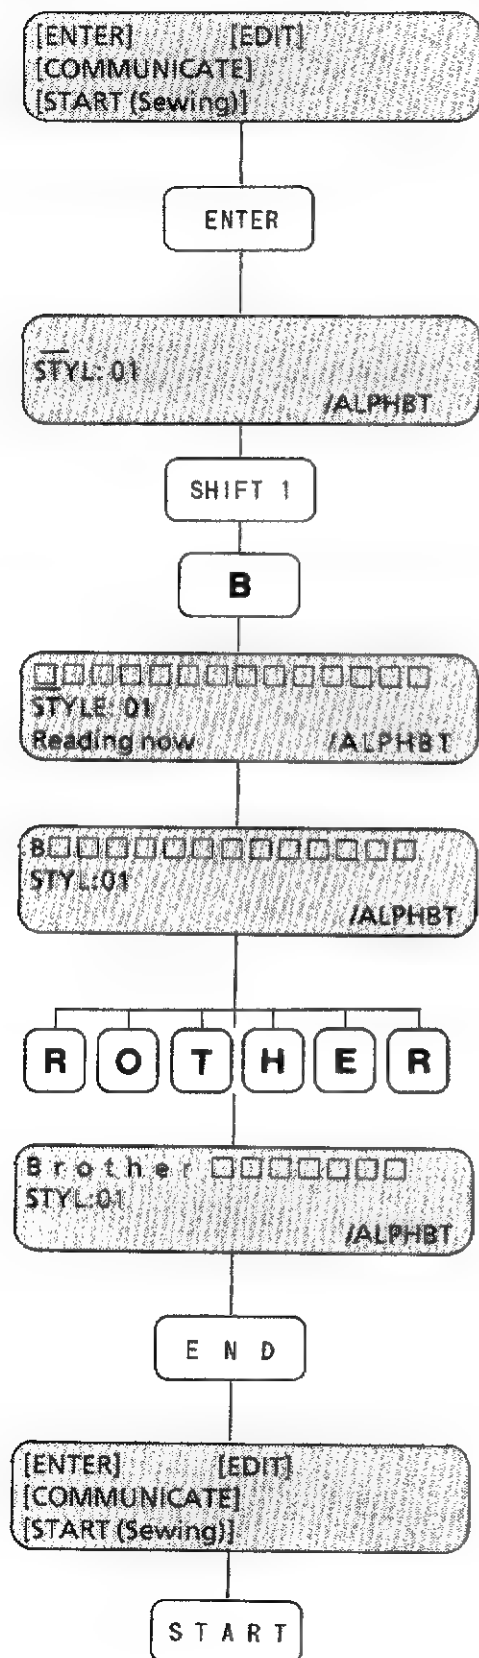 [ENTER] [EDIT]
[COMMUNICATE]
[START (Sewing)]
ENTER
STYL: 01
/ALPHBT
SHIFT 1
B
□□□□□□□□□□□□□□
STYLE: 01
Reading now /ALPHBT
B□□□□□□□□□□□□□
STYL:01
/ALPHBT
R O T H E R
Brother □□□□□□□
STYL:01
/ALPHBT
END
[ENTER] [EDIT]
[COMMUNICATE]
[START (Sewing)]
START